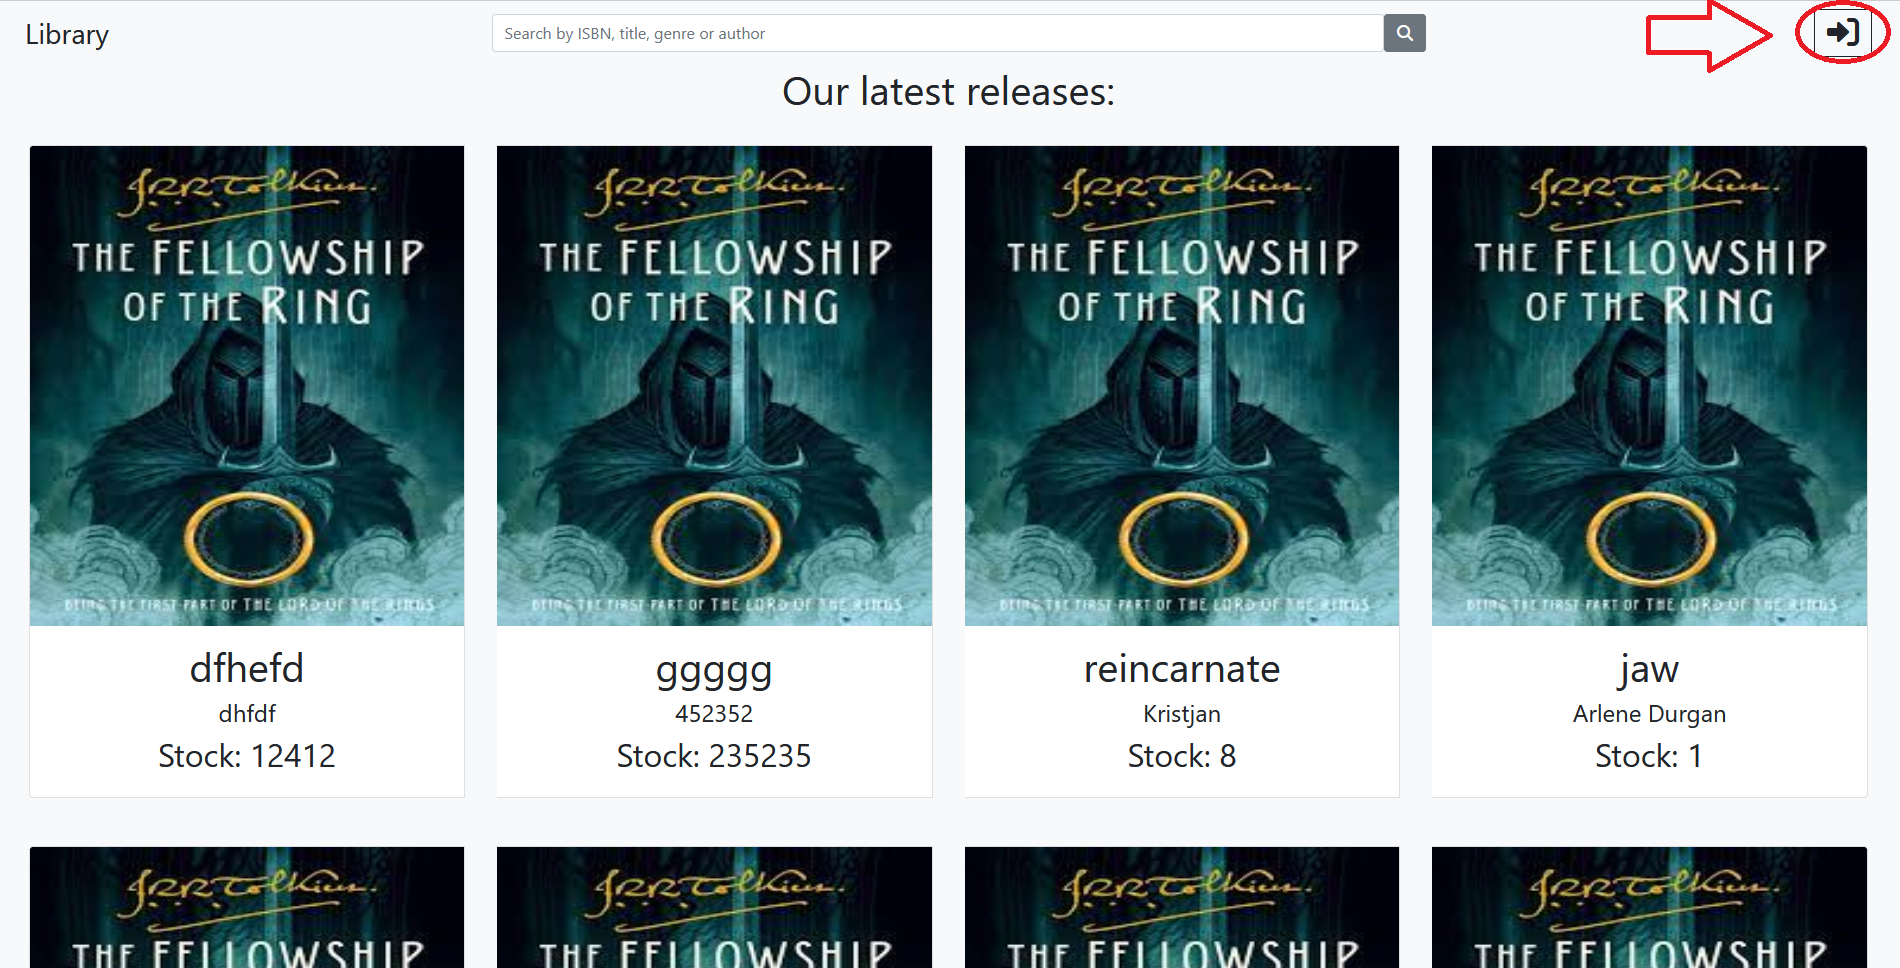 Library
Search by ISBN, title, genre or author
Our latest releases:
J.R.R. Tolkien.
THE FELLOWSHIP
OF THE RING
BEING THE FIRST PART OF THE LORD OF THE RINGS
dfhefd
dhfdf
Stock: 12412
J.R.R. Tolkien.
THE FELLOWSHIP
OF THE RING
BEING THE FIRST PART OF THE LORD OF THE RINGS
ggggg
452352
Stock: 235235
J.R.R. Tolkien.
THE FELLOWSHIP
OF THE RING
BEING THE FIRST PART OF THE LORD OF THE RINGS
reincarnate
Kristjan
Stock: 8
J.R.R. Tolkien.
THE FELLOWSHIP
OF THE RING
BEING THE FIRST PART OF THE LORD OF THE RINGS
jaw
Arlene Durgan
Stock: 1
J.R.R. Tolkien.
THE FELLOWSHIP
J.R.R. Tolkien.
THE FELLOWSHIP
J.R.R. Tolkien.
THE FELLOWSHIP
J.R.R. Tolkien.
THE FELLOWSHIP